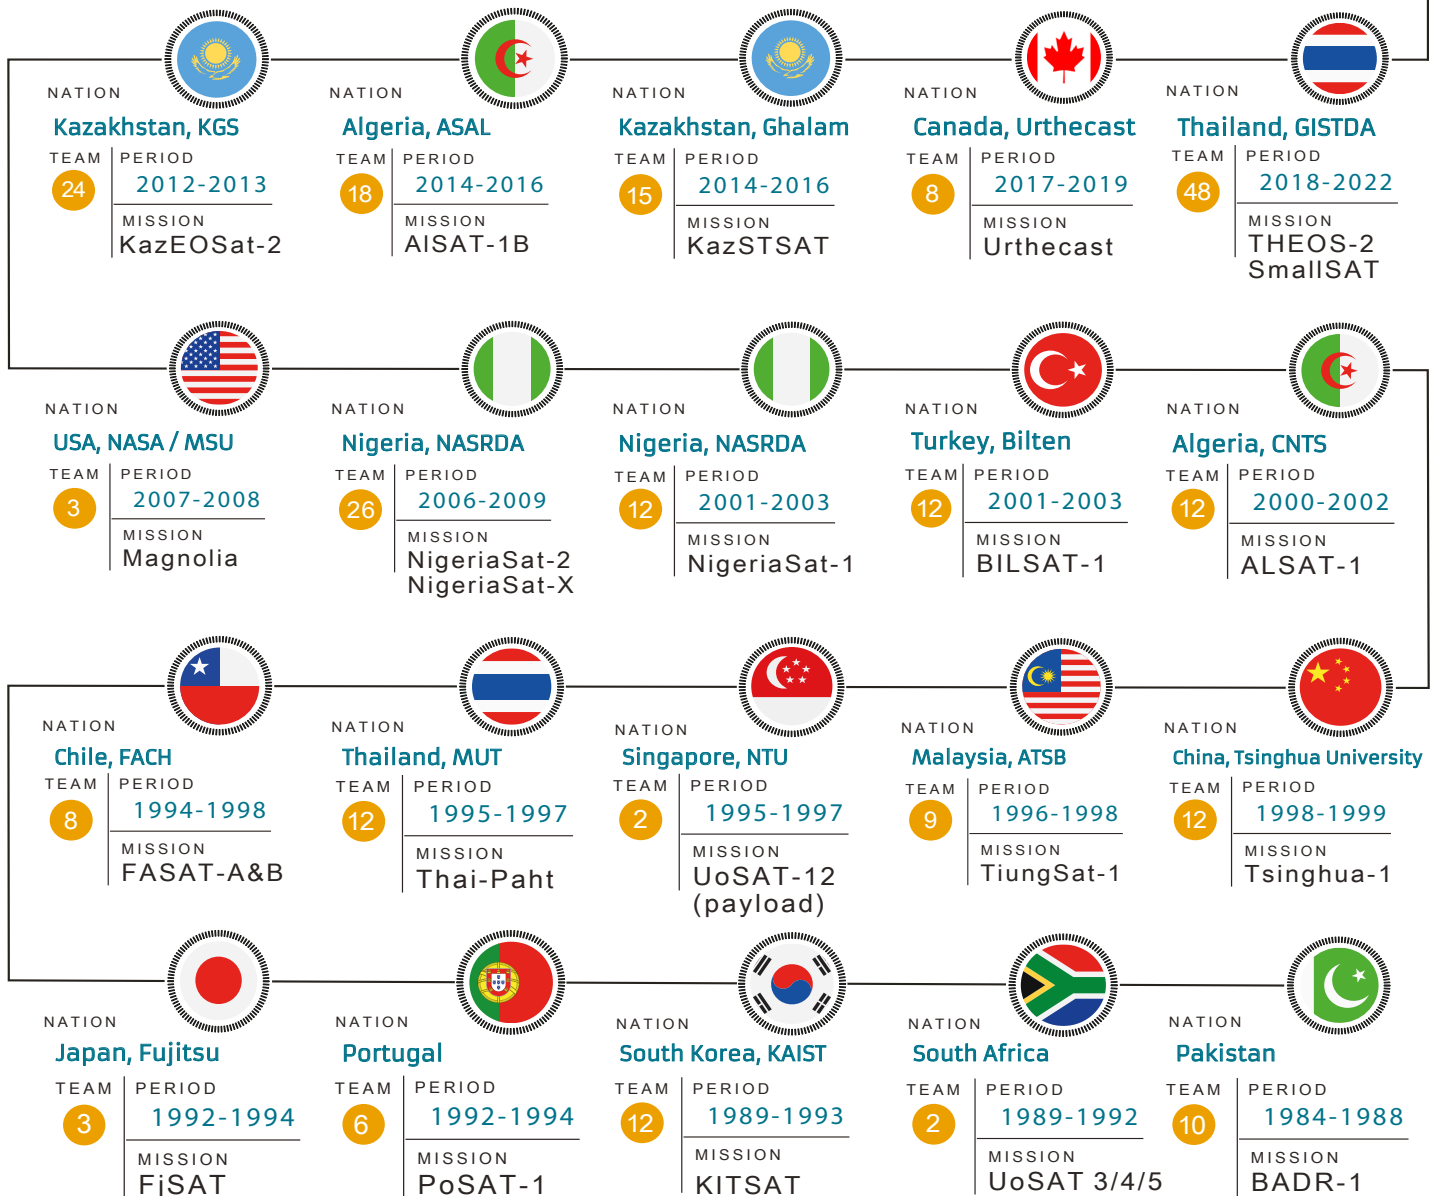 NATION
Kazakhstan, KGS
TEAM
PERIOD
24
2012-2013
MISSION
KazEOSat-2
NATION
Algeria, ASAL
TEAM
PERIOD
18
2014-2016
MISSION
AlSAT-1B
NATION
Kazakhstan, Ghalam
TEAM
PERIOD
15
2014-2016
MISSION
KazSTSAT
NATION
Canada, Urthecast
TEAM
PERIOD
8
2017-2019
MISSION
Urthecast
NATION
Thailand, GISTDA
TEAM
PERIOD
48
2018-2022
MISSION
THEOS-2
SmallSAT
NATION
USA, NASA / MSU
TEAM
PERIOD
3
2007-2008
MISSION
Magnolia
NATION
Nigeria, NASRDA
TEAM
PERIOD
26
2006-2009
MISSION
NigeriaSat-2
NigeriaSat-X
NATION
Nigeria, NASRDA
TEAM
PERIOD
12
2001-2003
MISSION
NigeriaSat-1
NATION
Turkey, Bilten
TEAM
PERIOD
12
2001-2003
MISSION
BILSAT-1
NATION
Algeria, CNTS
TEAM
PERIOD
12
2000-2002
MISSION
ALSAT-1
NATION
Chile, FACH
TEAM
PERIOD
8
1994-1998
MISSION
FASAT-A&B
NATION
Thailand, MUT
TEAM
PERIOD
12
1995-1997
MISSION
Thai-Paht
NATION
Singapore, NTU
TEAM
PERIOD
2
1995-1997
MISSION
UoSAT-12
(payload)
NATION
Malaysia, ATSB
TEAM
PERIOD
9
1996-1998
MISSION
TiungSat-1
NATION
China, Tsinghua University
TEAM
PERIOD
12
1998-1999
MISSION
Tsinghua-1
NATION
Japan, Fujitsu
TEAM
PERIOD
3
1992-1994
MISSION
FjSAT
NATION
Portugal
TEAM
PERIOD
6
1992-1994
MISSION
PoSAT-1
NATION
South Korea, KAIST
TEAM
PERIOD
12
1989-1993
MISSION
KITSAT
NATION
South Africa
TEAM
PERIOD
2
1989-1992
MISSION
UoSAT 3/4/5
NATION
Pakistan
TEAM
PERIOD
10
1984-1988
MISSION
BADR-1